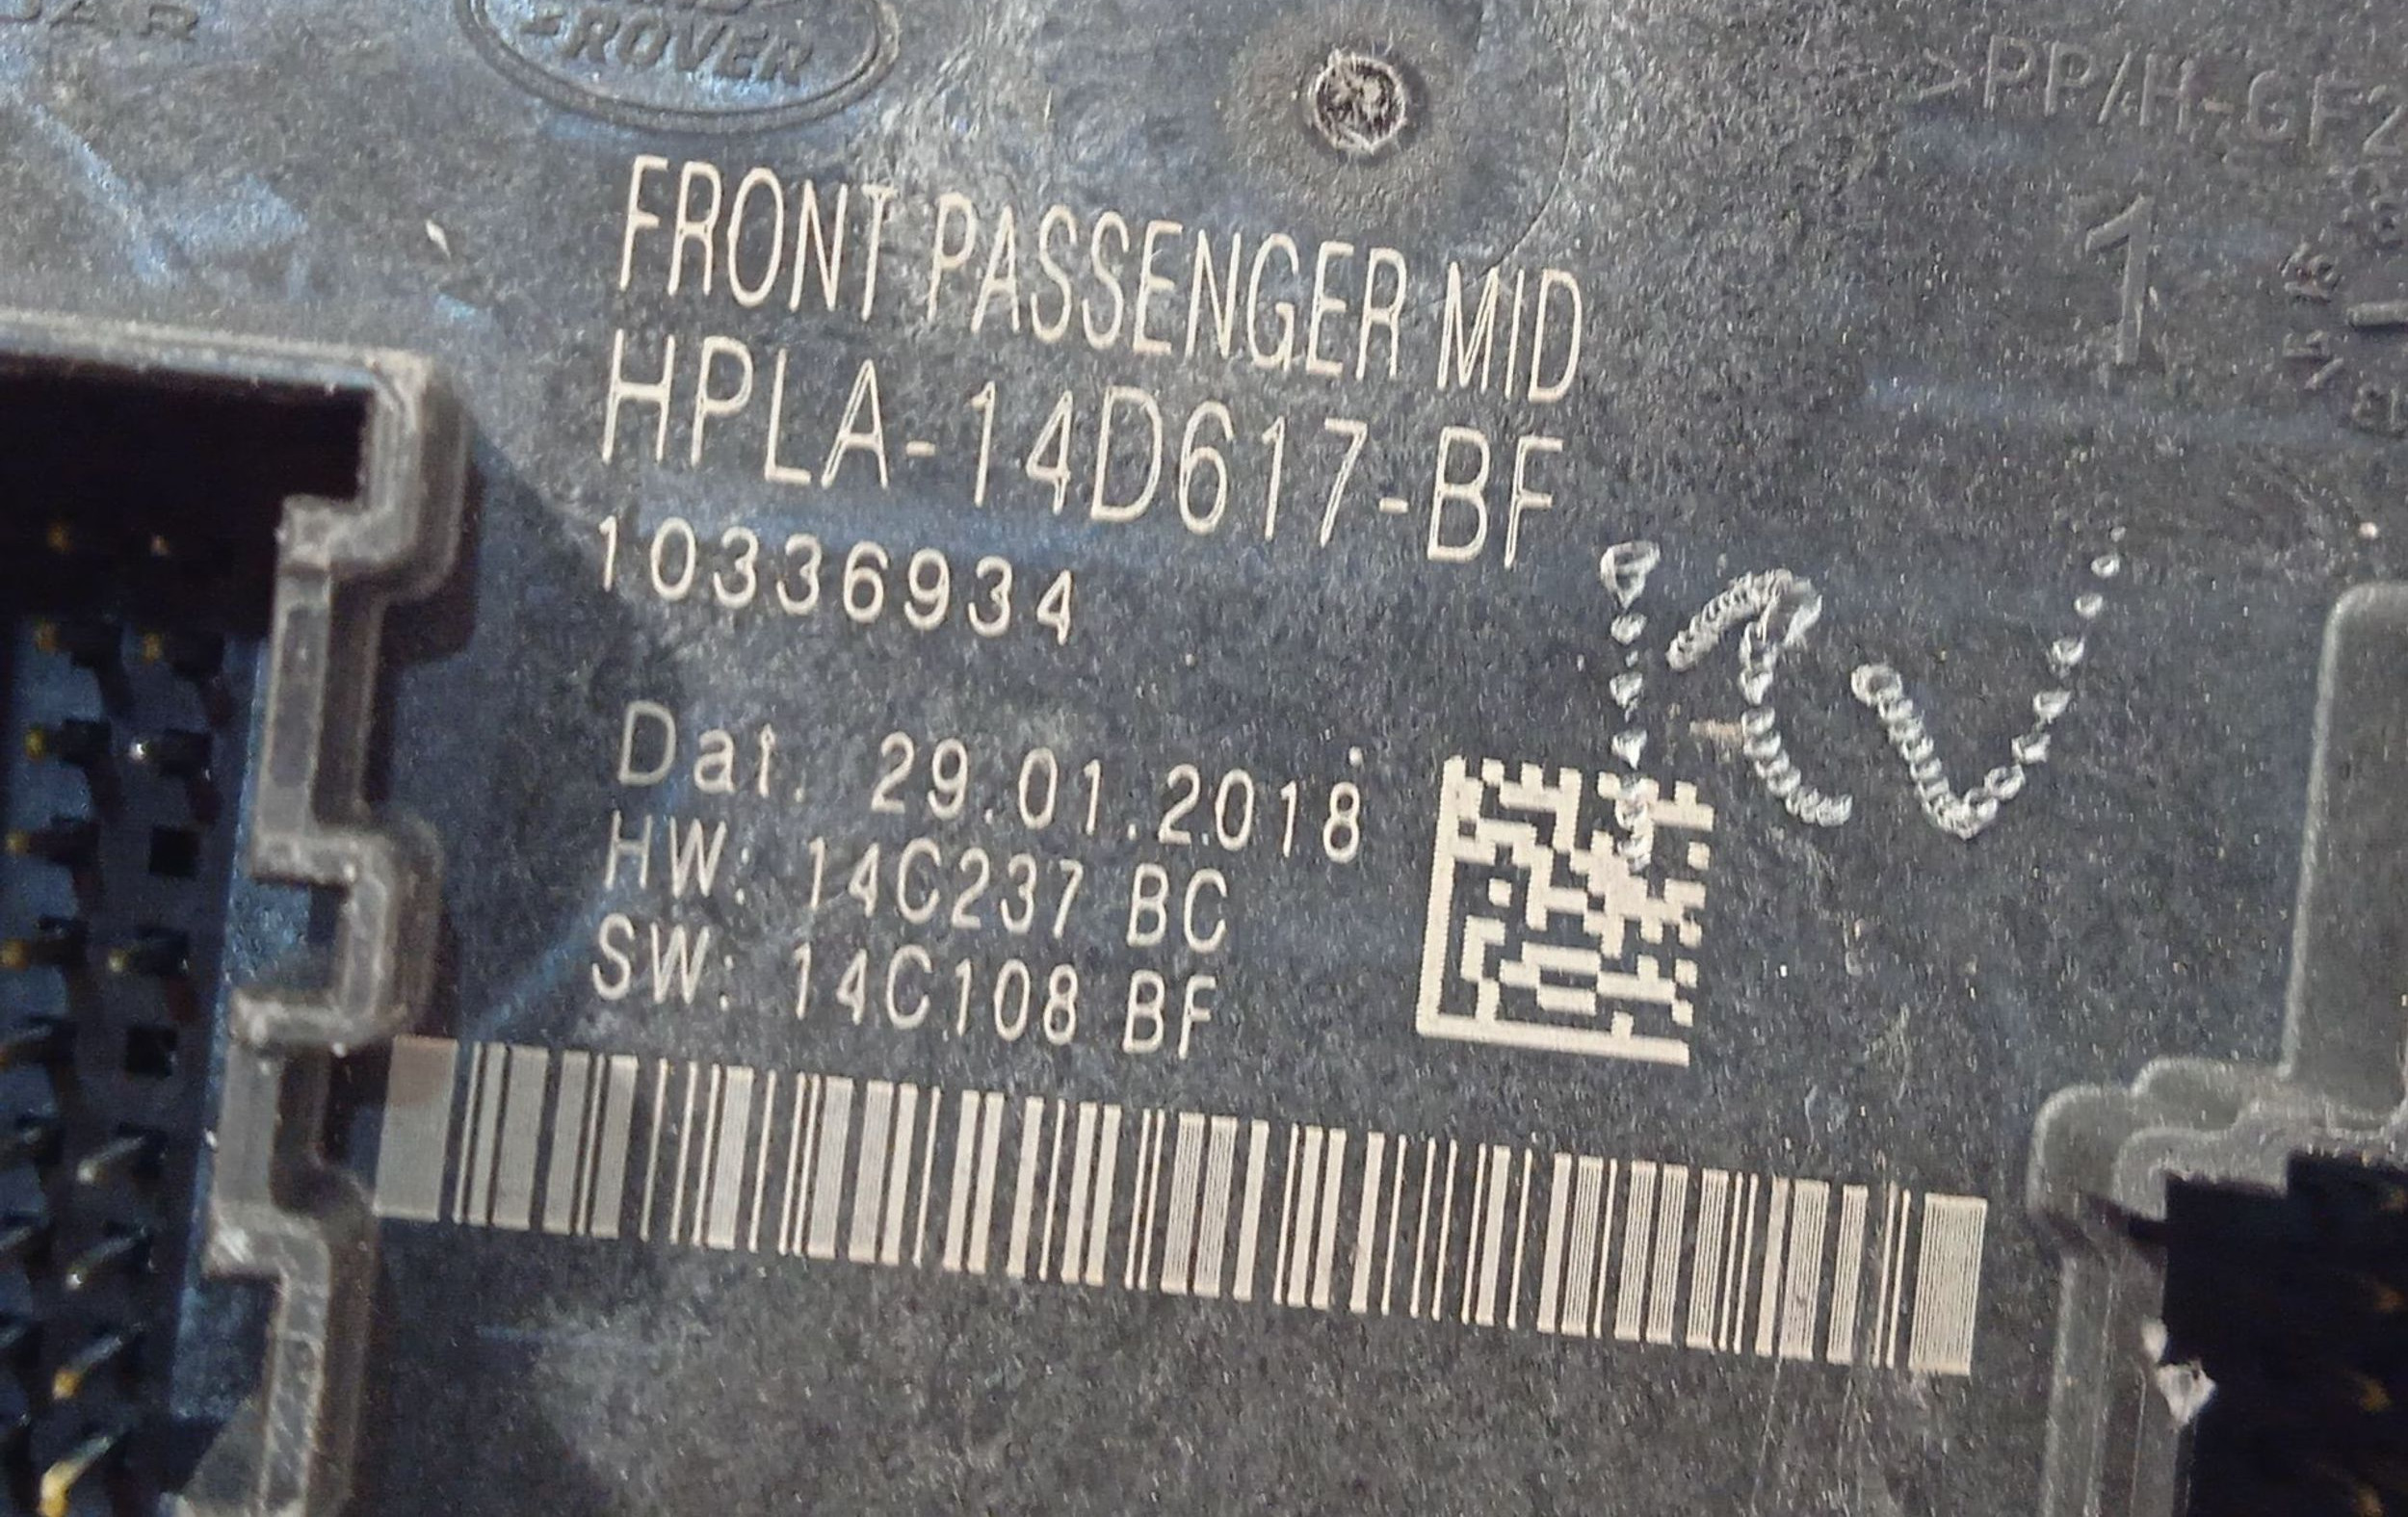 ROVER
>PP/H-GF2
1
FRONT PASSENGER MID
HPLA-14D617-BF
10336934
Dat. 29.01.2018
HW: 14C237 BC
SW: 14C108 BF